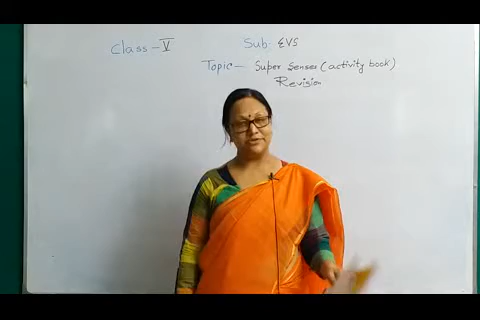 Class - V Sub. EVS
Topic - Super Senses (activity book)
Revision